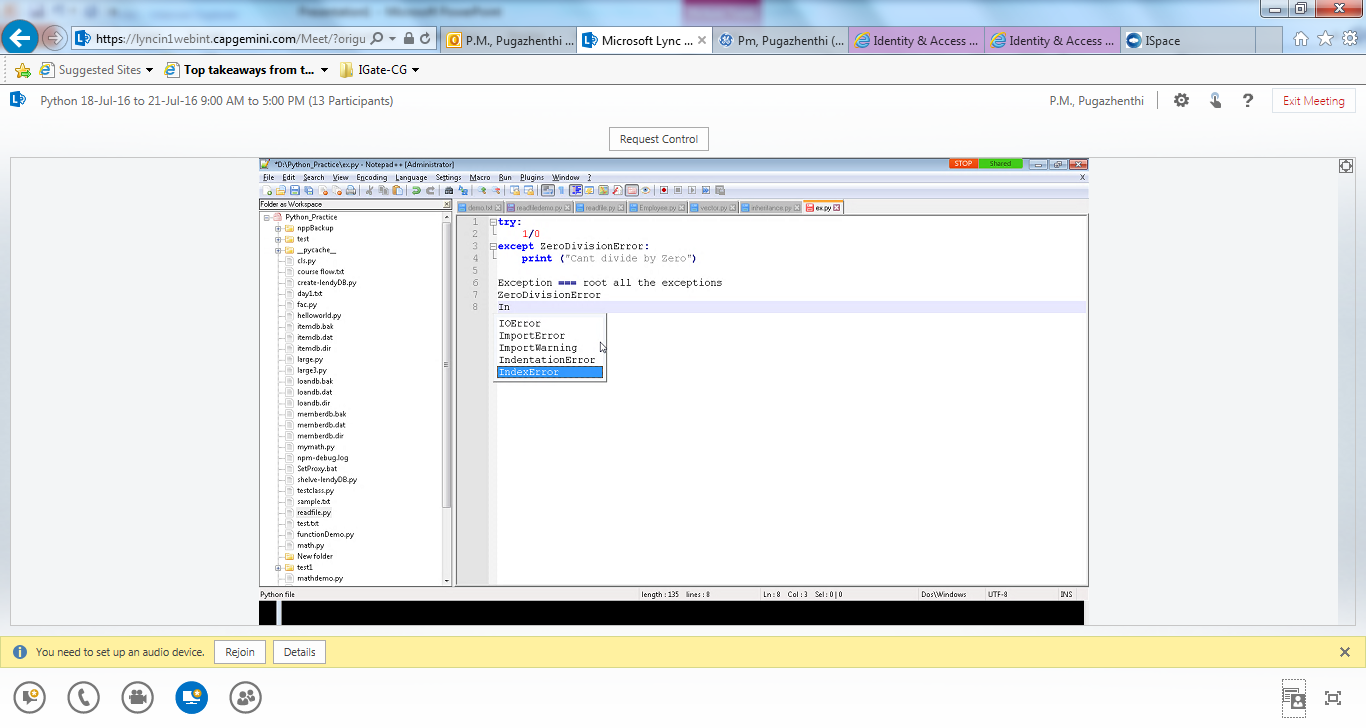 https://lyncin1webint.capgemini.com/Meet/?origu
P.M., Pugazhenthi ...
Microsoft Lync ...
Pm, Pugazhenthi (...
Identity & Access ...
Identity & Access ...
ISpace
Suggested Sites
Top takeaways from t...
IGate-CG
Python 18-Jul-16 to 21-Jul-16 9:00 AM to 5:00 PM (13 Participants)
P.M., Pugazhenthi
Exit Meeting
Request Control
*D:\Python_Practice\ex.py - Notepad++ [Administrator]
STOP
Shared
File Edit Search View Encoding Language Settings Macro Run Plugins Window ?
X
Folder as Workspace
demo.txt
readfiledemo.py
readfile.py
Employee.py
vector.py
inheritance.py
ex.py
Python_Practice
nppBackup
test
__pycache__
cls.py
course flow.txt
create-lendyDB.py
day1.txt
fac.py
helloworld.py
itemdb.bak
itemdb.dat
itemdb.dir
large.py
large3.py
loandb.bak
loandb.dat
loandb.dir
memberdb.bak
memberdb.dat
memberdb.dir
mymath.py
npm-debug.log
SetProxy.bat
shelve-lendyDB.py
testclass.py
sample.txt
readfile.py
test.txt
functionDemo.py
math.py
New folder
test1
mathdemo.py
1 try:
2 1/0
3 except ZeroDivisionError:
4 print ("Cant divide by Zero")
5
6 Exception === root all the exceptions
7 ZeroDivisionError
8 In
IOError
ImportError
ImportWarning
IndentationError
IndexError
Python file
length : 135 lines : 8
Ln : 8 Col : 3 Sel : 0 | 0
Dos\Windows
UTF-8
INS
You need to set up an audio device.
Rejoin
Details